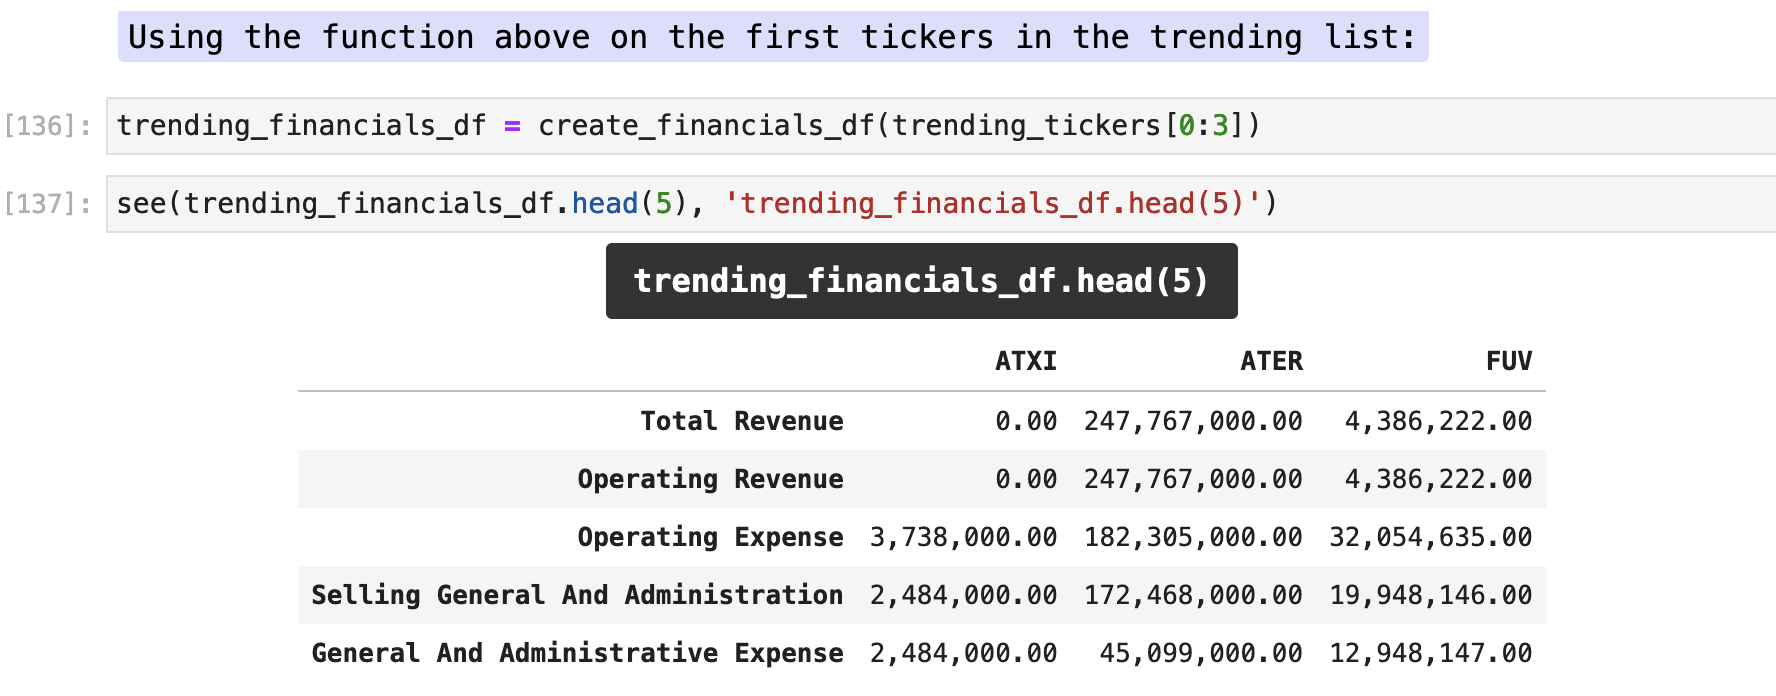 Using the function above on the first tickers in the trending list:
[136]: trending_financials_df = create_financials_df(trending_tickers[0:3])
[137]: see(trending_financials_df.head(5), 'trending_financials_df.head(5)')
trending_financials_df.head(5)
ATXI ATER FUV
Total Revenue 0.00 247,767,000.00 4,386,222.00
Operating Revenue 0.00 247,767,000.00 4,386,222.00
Operating Expense 3,738,000.00 182,305,000.00 32,054,635.00
Selling General And Administration 2,484,000.00 172,468,000.00 19,948,146.00
General And Administrative Expense 2,484,000.00 45,099,000.00 12,948,147.00